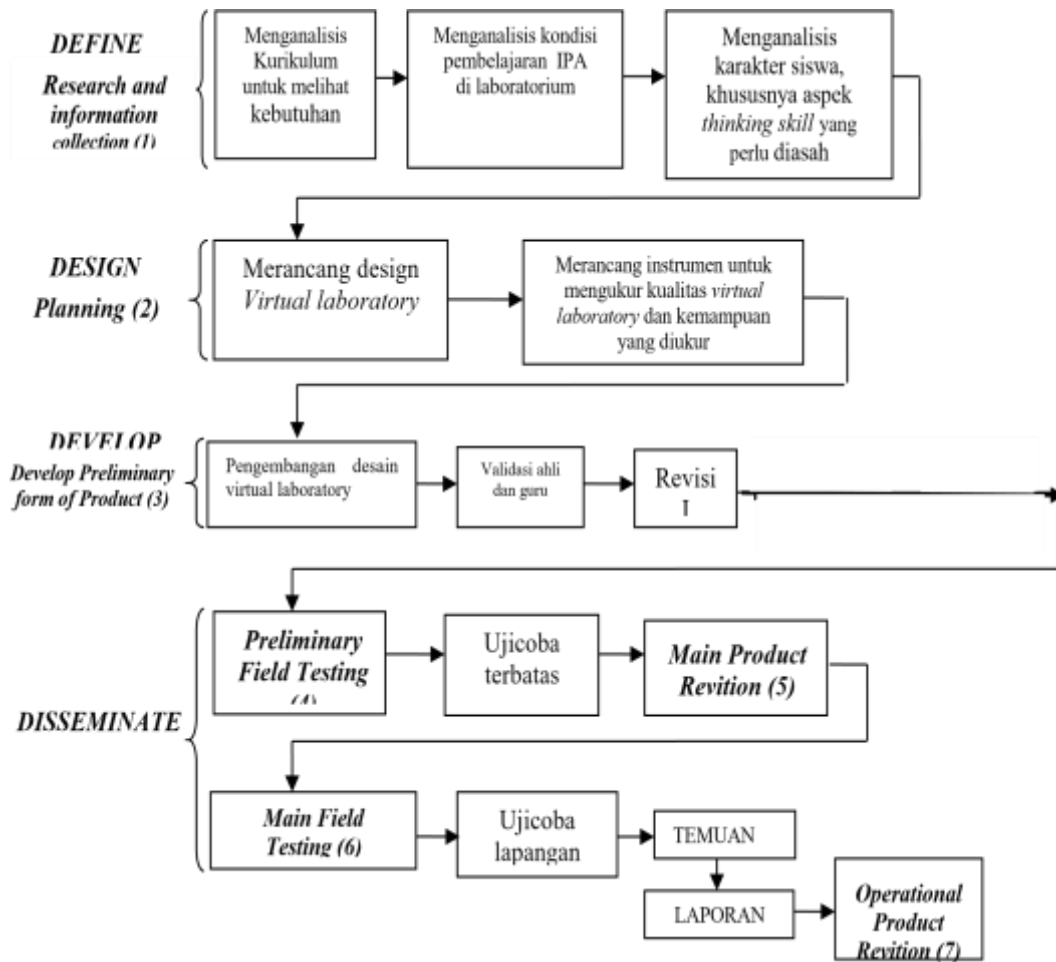 DEFINE
Research and
information
collection (1)
Menganalisis
Kurikulum
untuk melihat
kebutuhan
Menganalisis kondisi
pembelajaran IPA
di laboratorium
Menganalisis
karakter siswa,
khususnya aspek
thinking skill yang
perlu diasah
DESIGN
Planning (2)
Merancang design
Virtual laboratory
Merancang instrumen untuk
mengukur kualitas virtual
laboratory dan kemampuan
yang diukur
DEVELOP
Develop Preliminary
form of Product (3)
Pengembangan desain
virtual laboratory
Validasi ahli
dan guru
Revisi
I
DISSEMINATE
Preliminary
Field Testing
(4)
Ujicoba
terbatas
Main Product
Revition (5)
Main Field
Testing (6)
Ujicoba
lapangan
TEMUAN
LAPORAN
Operational
Product
Revition (7)